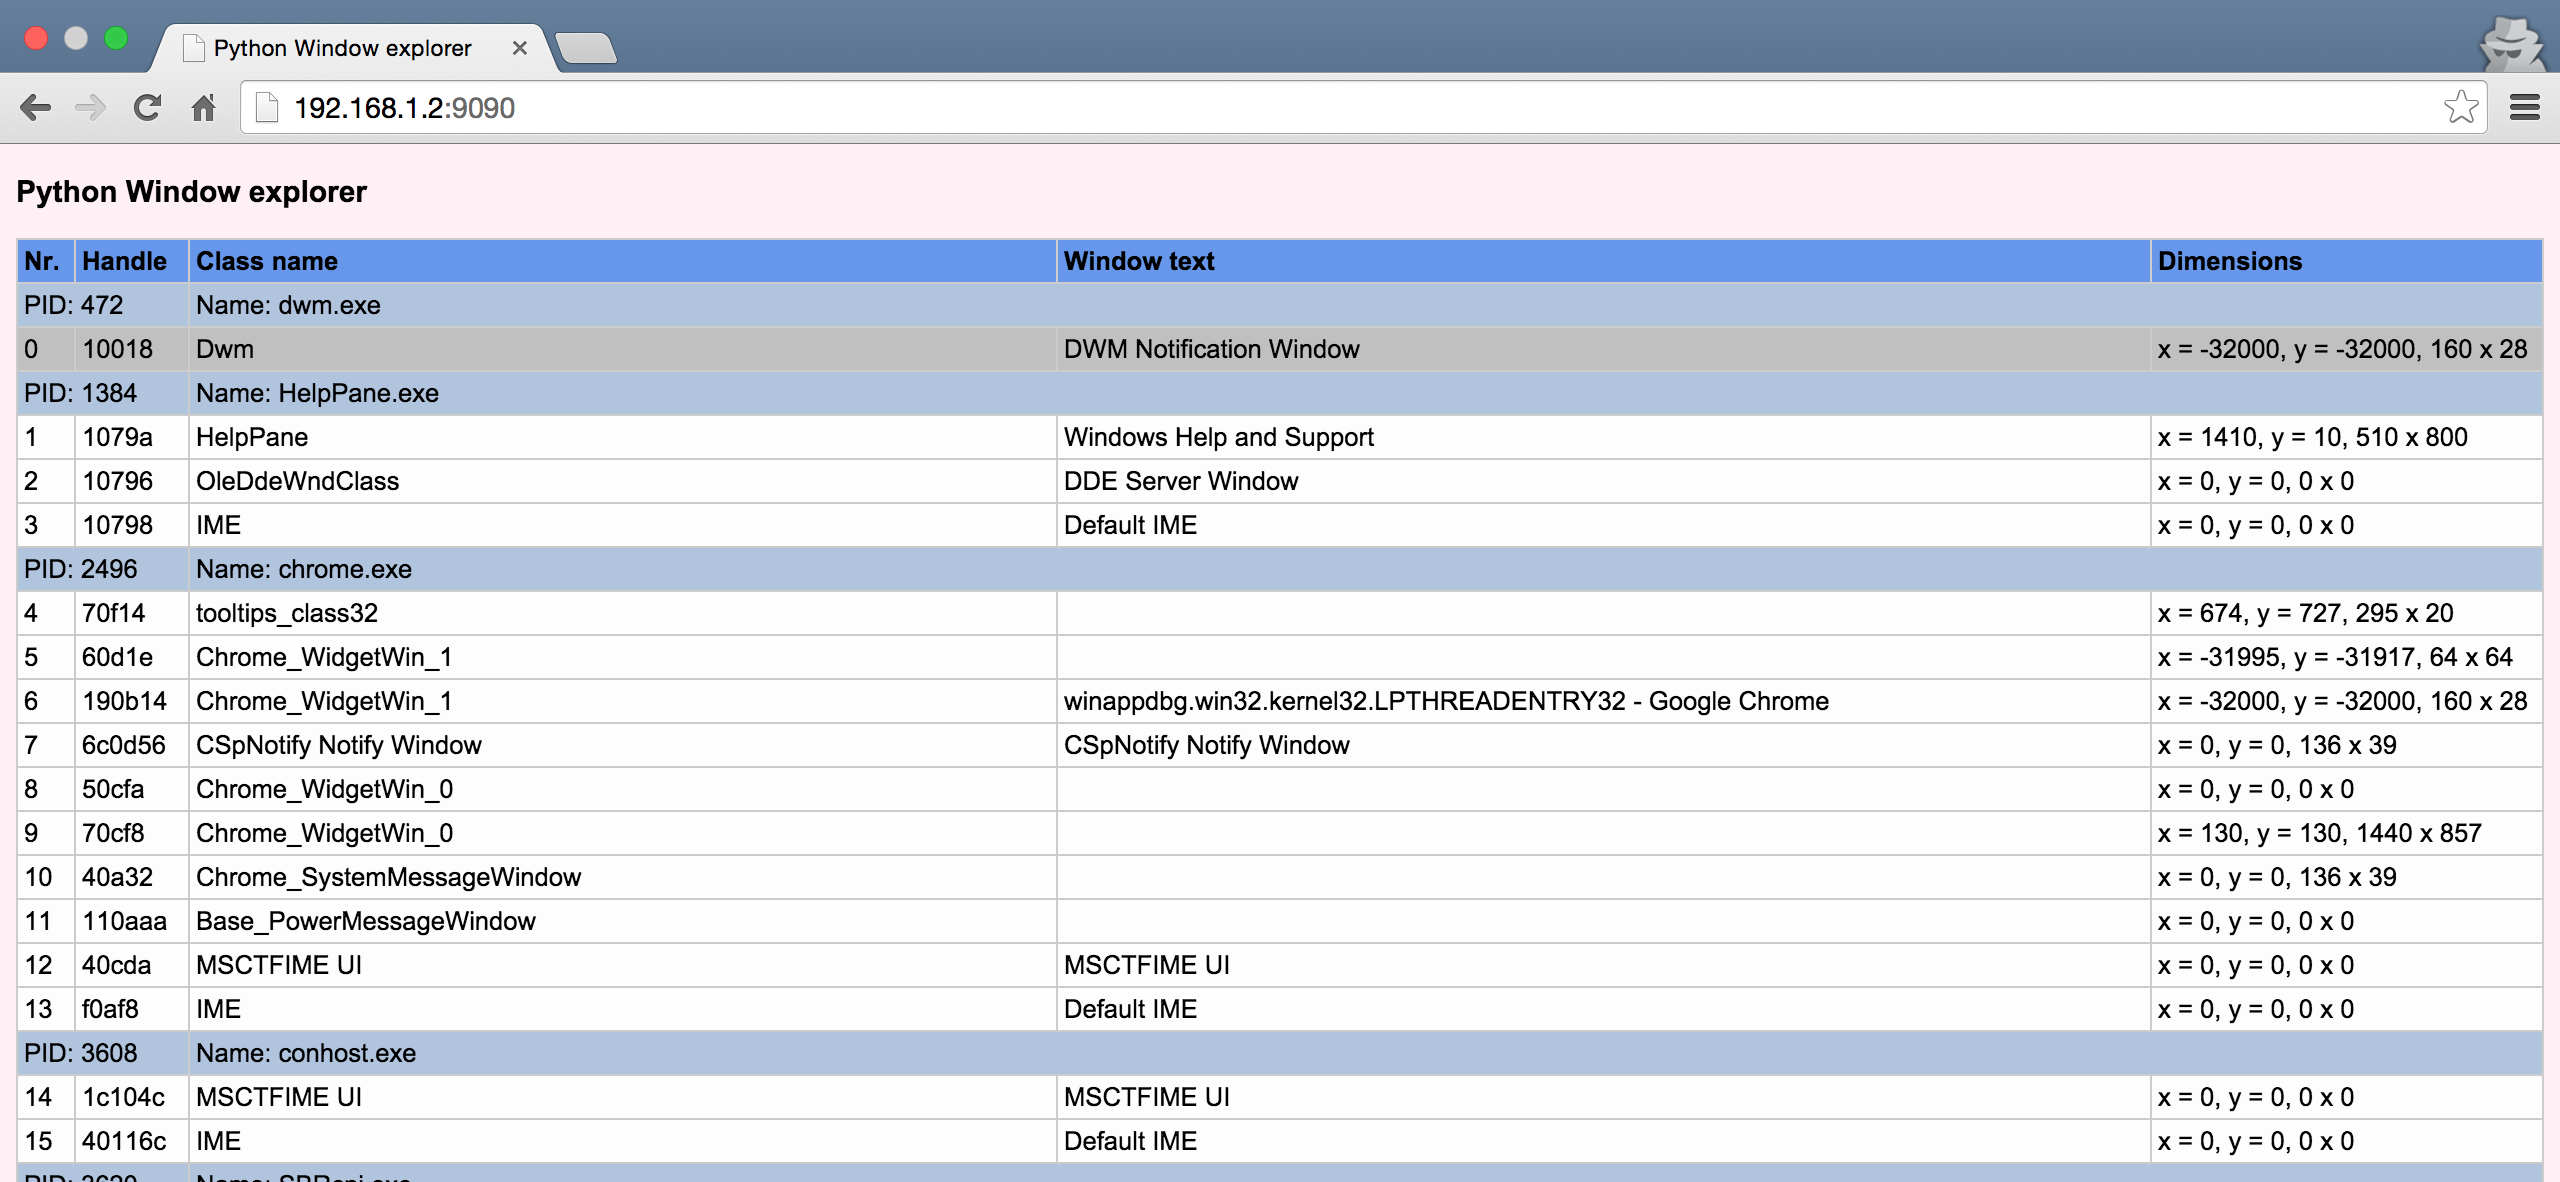 Python Window explorer
192.168.1.2:9090
Python Window explorer
Nr. Handle Class name Window text Dimensions
PID: 472 Name: dwm.exe
0 10018 Dwm DWM Notification Window x = -32000, y = -32000, 160 x 28
PID: 1384 Name: HelpPane.exe
1 1079a HelpPane Windows Help and Support x = 1410, y = 10, 510 x 800
2 10796 OleDdeWndClass DDE Server Window x = 0, y = 0, 0 x 0
3 10798 IME Default IME x = 0, y = 0, 0 x 0
PID: 2496 Name: chrome.exe
4 70f14 tooltips_class32 x = 674, y = 727, 295 x 20
5 60d1e Chrome_WidgetWin_1 x = -31995, y = -31917, 64 x 64
6 190b14 Chrome_WidgetWin_1 winappdbg.win32.kernel32.LPTHREADENTRY32 - Google Chrome x = -32000, y = -32000, 160 x 28
7 6c0d56 CSpNotify Notify Window CSpNotify Notify Window x = 0, y = 0, 136 x 39
8 50cfa Chrome_WidgetWin_0 x = 0, y = 0, 0 x 0
9 70cf8 Chrome_WidgetWin_0 x = 130, y = 130, 1440 x 857
10 40a32 Chrome_SystemMessageWindow x = 0, y = 0, 136 x 39
11 110aaa Base_PowerMessageWindow x = 0, y = 0, 0 x 0
12 40cda MSCTFIME UI MSCTFIME UI x = 0, y = 0, 0 x 0
13 f0af8 IME Default IME x = 0, y = 0, 0 x 0
PID: 3608 Name: conhost.exe
14 1c104c MSCTFIME UI MSCTFIME UI x = 0, y = 0, 0 x 0
15 40116c IME Default IME x = 0, y = 0, 0 x 0
PID: Name: